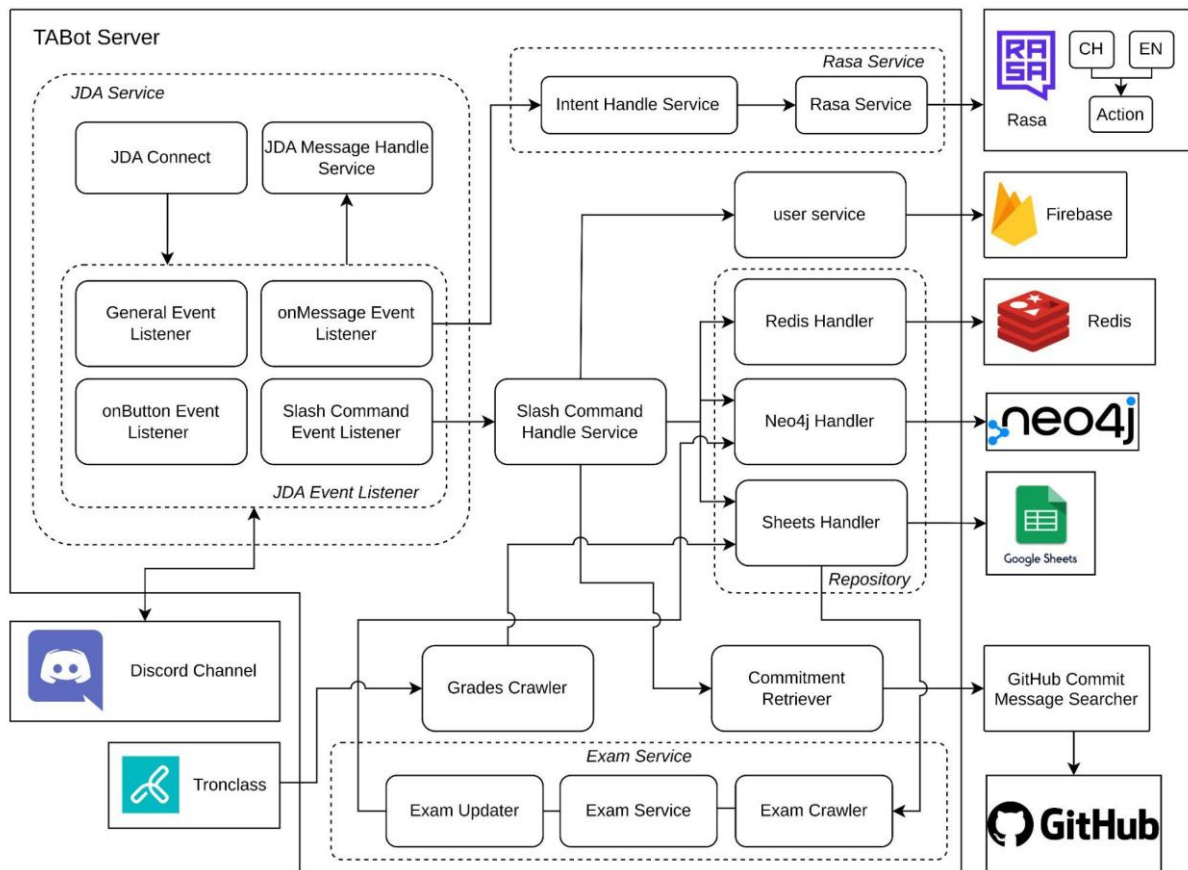 TABot Server
JDA Service
JDA Connect
JDA Message Handle
Service
General Event
Listener
onMessage Event
Listener
onButton Event
Listener
Slash Command
Event Listener
JDA Event Listener
Rasa Service
Intent Handle Service
Rasa Service
RA
SA
Rasa
CH
EN
Action
user service
Firebase
Redis Handler
Redis
Slash Command
Handle Service
Neo4j Handler
neo4j
Sheets Handler
Repository
Google Sheets
Discord Channel
Grades Crawler
Commitment
Retriever
GitHub Commit
Message Searcher
Tronclass
Exam Service
Exam Updater
Exam Service
Exam Crawler
GitHub